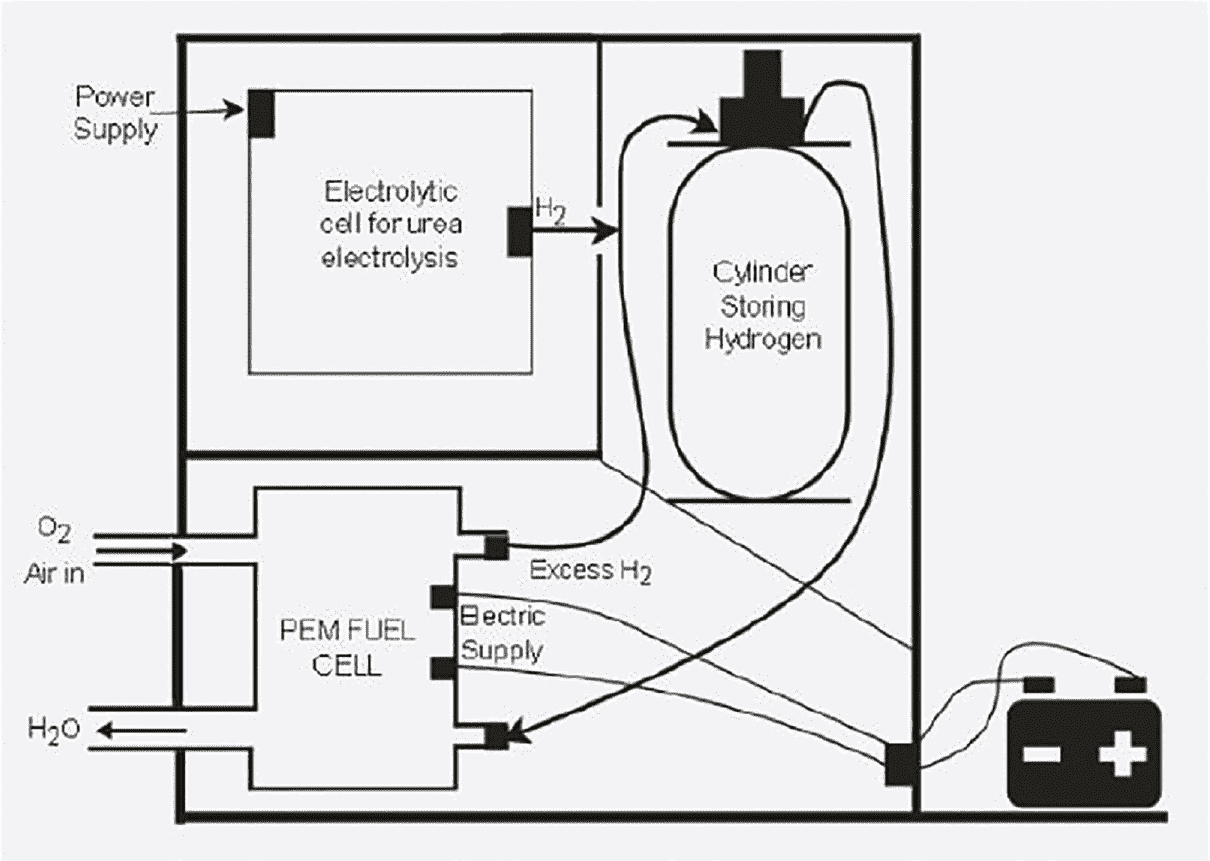 Power
Supply
Electrolytic
cell for urea
electrolysis
H2
Cylinder
Storing
Hydrogen
O2
Air in
Excess H2
PEM FUEL
CELL
Electric
Supply
H2O